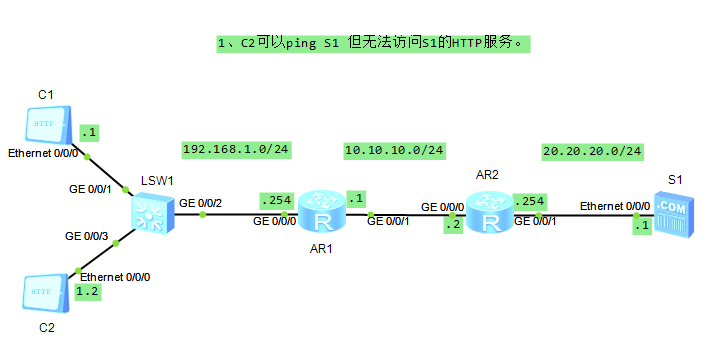 1、C2可以ping S1 但无法访问S1的HTTP服务。
C1
HTTP
.1
Ethernet 0/0/0
192.168.1.0/24
10.10.10.0/24
20.20.20.0/24
GE 0/0/1
LSW1
AR2
S1
GE 0/0/2
.254
.1
GE 0/0/0
.254
Ethernet 0/0/0
.COM
GE 0/0/3
GE 0/0/0
R
GE 0/0/1
.2
R
GE 0/0/1
.1
AR1
Ethernet 0/0/0
HTTP
1.2
C2